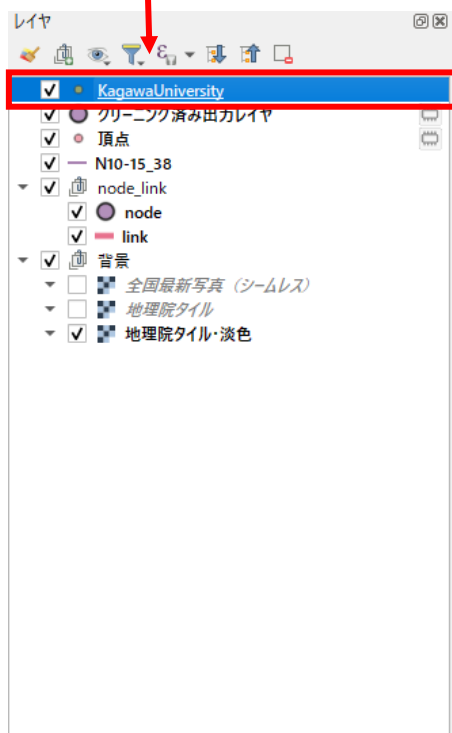 レイヤ
KagawaUniversity
クリーニング済み出力レイヤ
頂点
N10-15_38
node_link
node
link
背景
全国最新写真（シームレス）
地理院タイル
地理院タイル・淡色